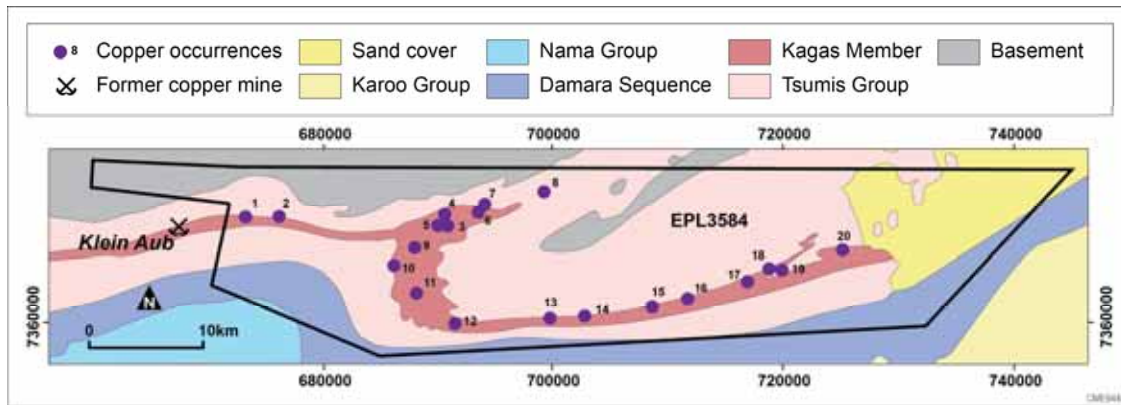 8 Copper occurrences Sand cover Nama Group Kagas Member Basement
Former copper mine Karoo Group Damara Sequence Tsumis Group
680000 700000 720000 740000
8
7
1 2 4
6
5 3
EPL3584
Klein Aub
9 20
10 18
19
17
11
16
15
N
13 14
12
0 10km
7360000 7360000
680000 700000 720000 740000